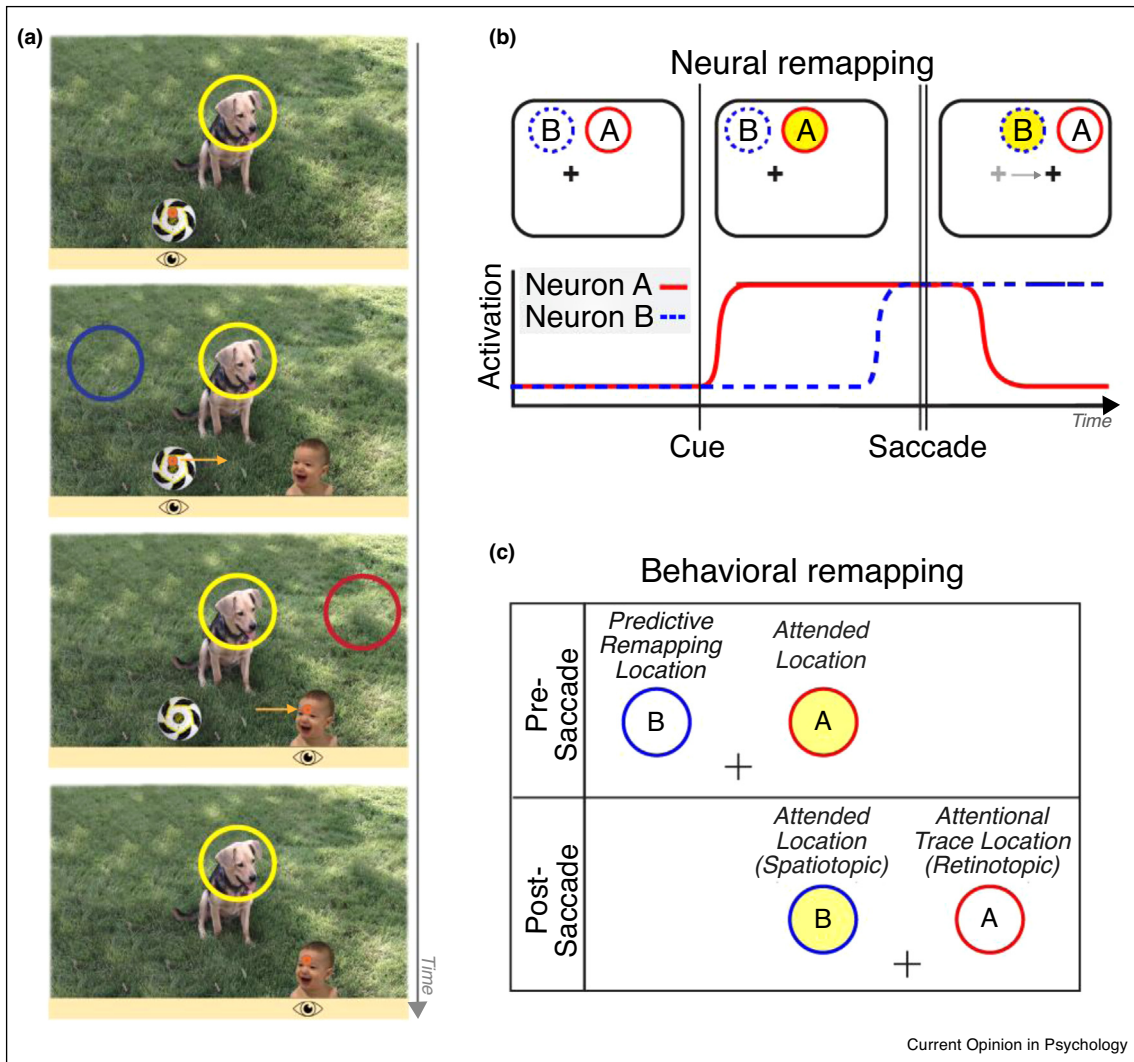 (a)
Time
(b)
Neural remapping
B
A
B
A
B
A
Activation
Neuron A
Neuron B
Time
Cue
Saccade
(c)
Behavioral remapping
Pre-
Saccade
Predictive
Remapping
Location
Attended
Location
B
A
Post-
Saccade
Attended
Location
(Spatiotopic)
Attentional
Trace Location
(Retinotopic)
B
A
Current Opinion in Psychology